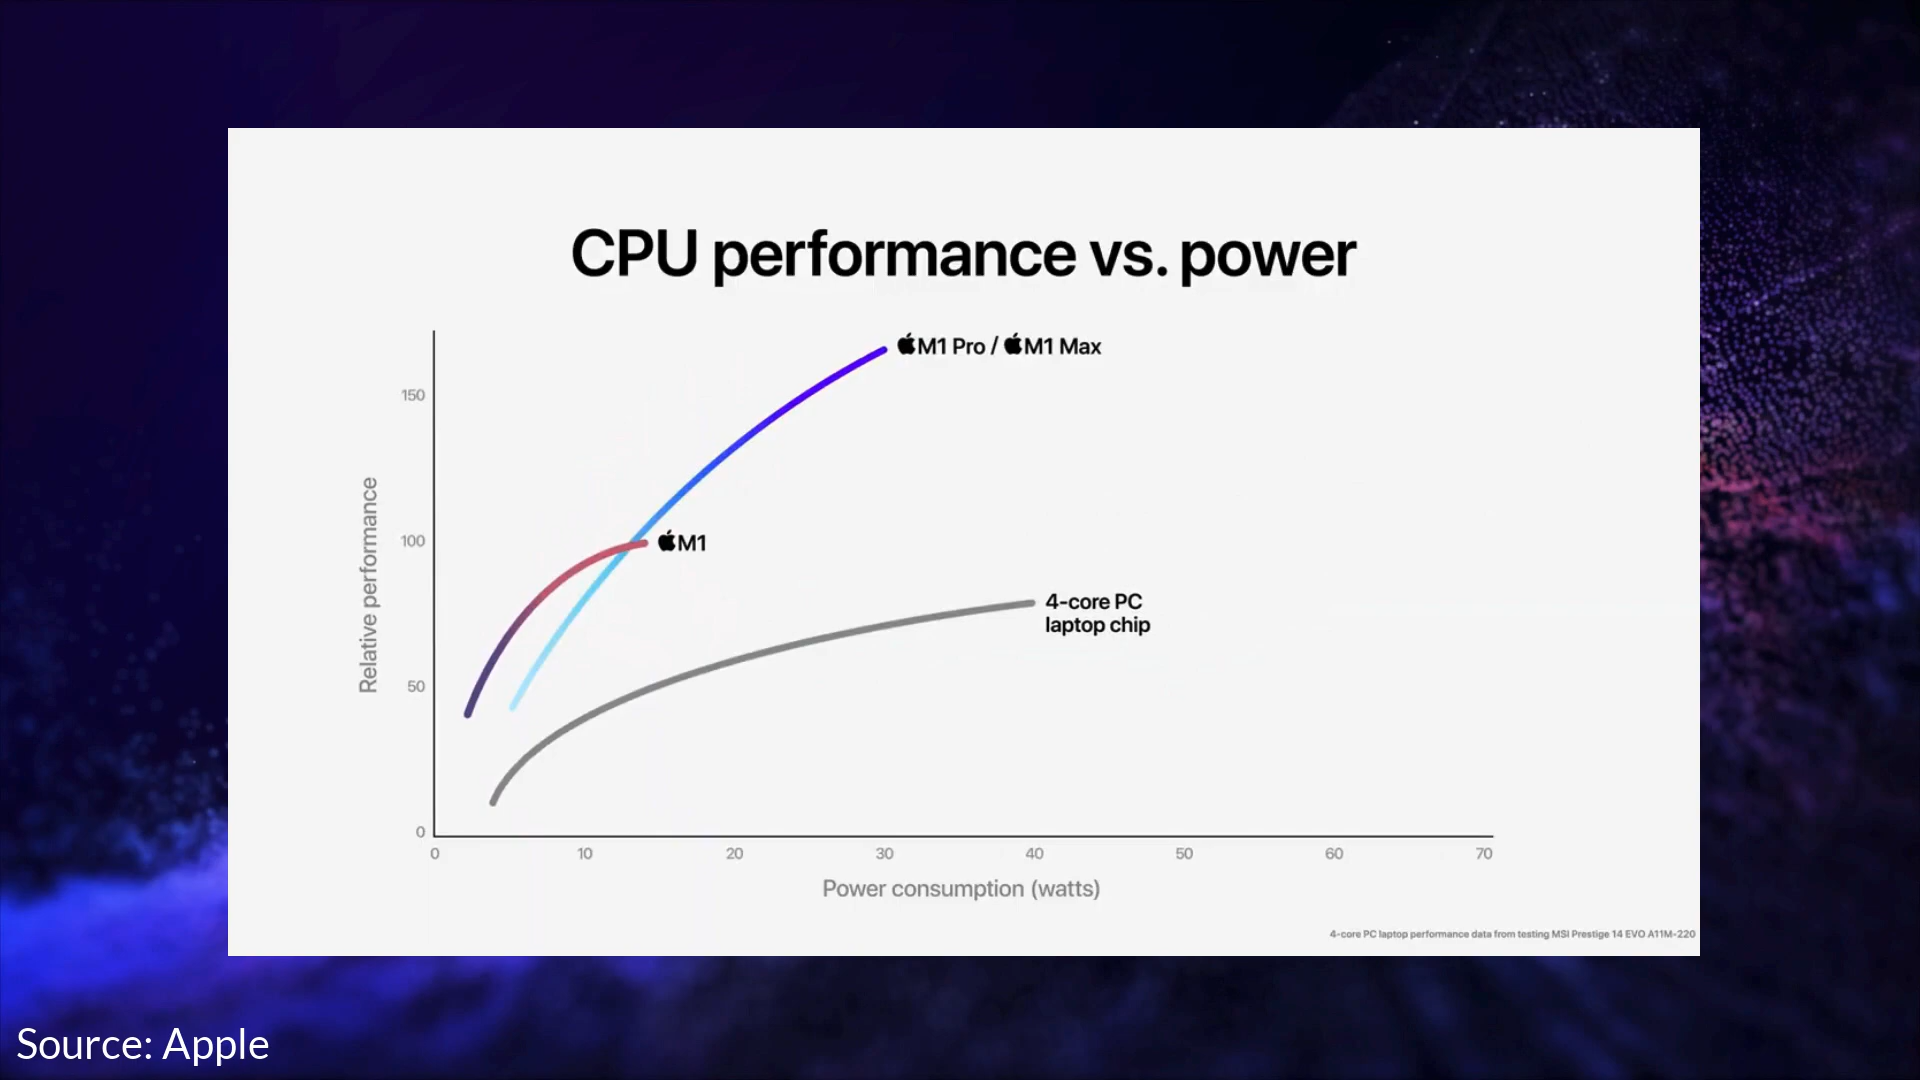 CPU performance vs. power
M1 Pro / M1 Max
150
100
M1
Relative performance
4-core PC
laptop chip
50
0
0 10 20 30 40 50 60 70
Power consumption (watts)
4-core PC laptop performance data from testing MSI Prestige 14 EVO A11M-220
Source: Apple